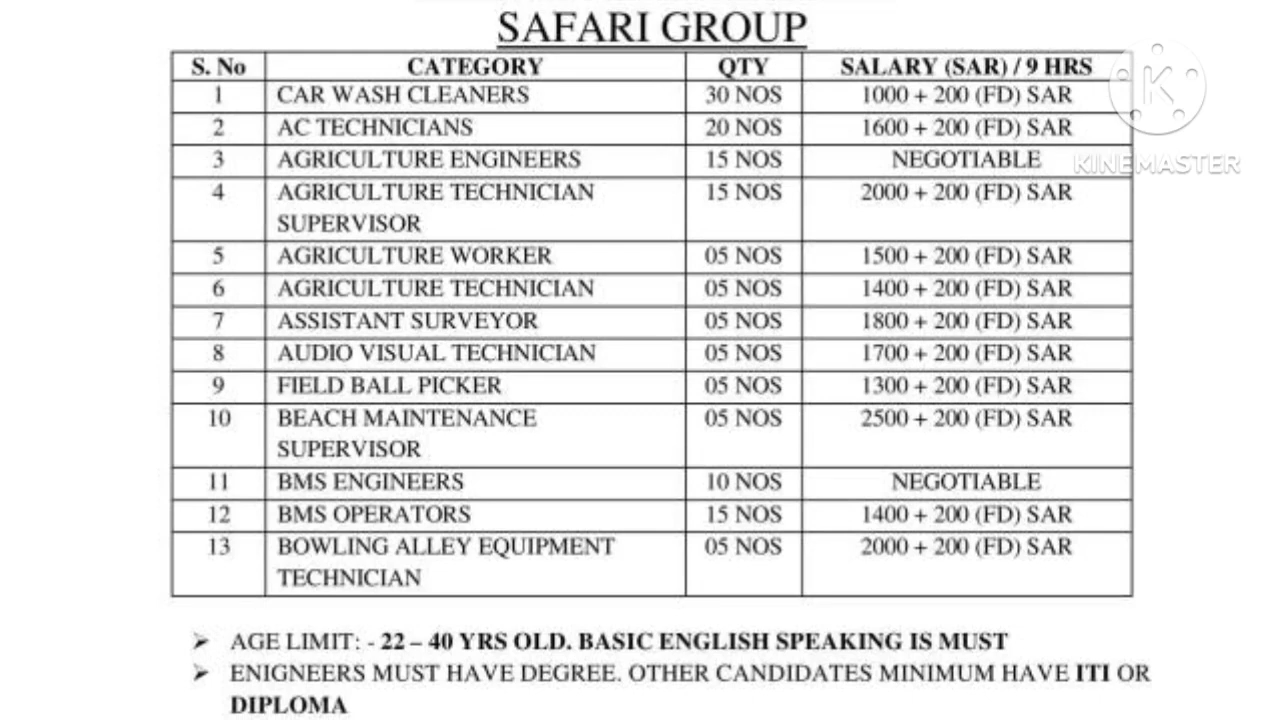 SAFARI GROUP
S. No CATEGORY QTY SALARY (SAR) / 9 HRS
1 CAR WASH CLEANERS 30 NOS 1000 + 200 (FD) SAR
2 AC TECHNICIANS 20 NOS 1600 + 200 (FD) SAR
3 AGRICULTURE ENGINEERS 15 NOS NEGOTIABLE
4 AGRICULTURE TECHNICIAN 15 NOS 2000 + 200 (FD) SAR
SUPERVISOR
5 AGRICULTURE WORKER 05 NOS 1500 + 200 (FD) SAR
6 AGRICULTURE TECHNICIAN 05 NOS 1400 + 200 (FD) SAR
7 ASSISTANT SURVEYOR 05 NOS 1800 + 200 (FD) SAR
8 AUDIO VISUAL TECHNICIAN 05 NOS 1700 + 200 (FD) SAR
9 FIELD BALL PICKER 05 NOS 1300 + 200 (FD) SAR
10 BEACH MAINTENANCE 05 NOS 2500 + 200 (FD) SAR
SUPERVISOR
11 BMS ENGINEERS 10 NOS NEGOTIABLE
12 BMS OPERATORS 15 NOS 1400 + 200 (FD) SAR
13 BOWLING ALLEY EQUIPMENT 05 NOS 2000 + 200 (FD) SAR
TECHNICIAN
➢ AGE LIMIT: - 22 – 40 YRS OLD. BASIC ENGLISH SPEAKING IS MUST
➢ ENIGNEERS MUST HAVE DEGREE. OTHER CANDIDATES MINIMUM HAVE ITI OR
DIPLOMA
K
KINEMASTER